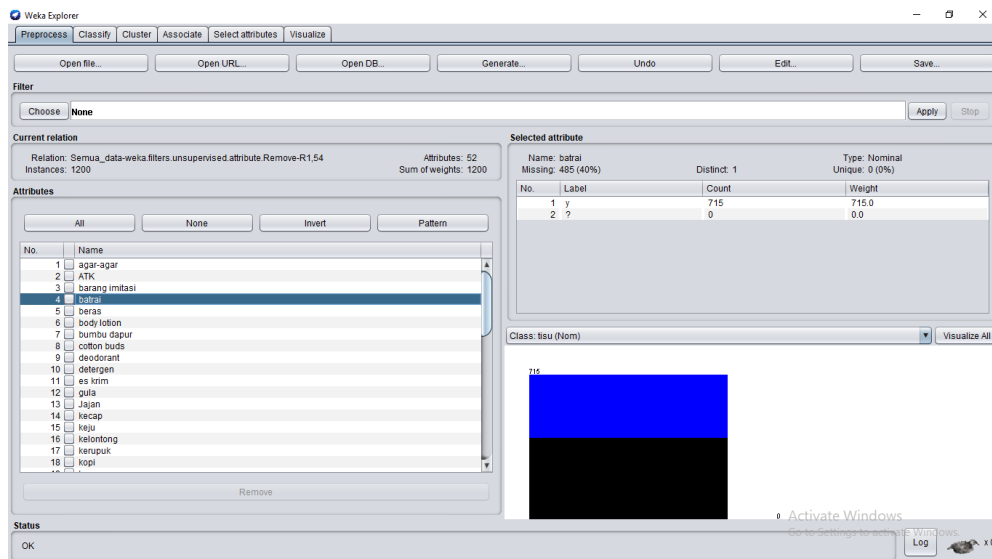 Weka Explorer
Preprocess Classify Cluster Associate Select attributes Visualize
Open file... Open URL... Open DB... Generate... Undo Edit... Save...
Filter
Choose None Apply Stop
Current relation
Relation: Semua_data-weka.filters.unsupervised.attribute.Remove-R1,54 Attributes: 52
Instances: 1200 Sum of weights: 1200
Attributes
All None Invert Pattern
No. Name
1 agar-agar
2 ATK
3 barang imitasi
4 batrai
5 beras
6 body lotion
7 bumbu dapur
8 cotton buds
9 deodorant
10 detergen
11 es krim
12 gula
13 Jajan
14 kecap
15 keju
16 kelontong
17 kerupuk
18 kopi
Remove
Selected attribute
Name: batrai Type: Nominal
Missing: 485 (40%) Distinct: 1 Unique: 0 (0%)
No. Label Count Weight
1 y 715 715.0
2 ? 0 0.0
Class: tisu (Nom) Visualize All
715
0
Activate Windows
Go to Settings to activate Windows.
Status
OK
Log x